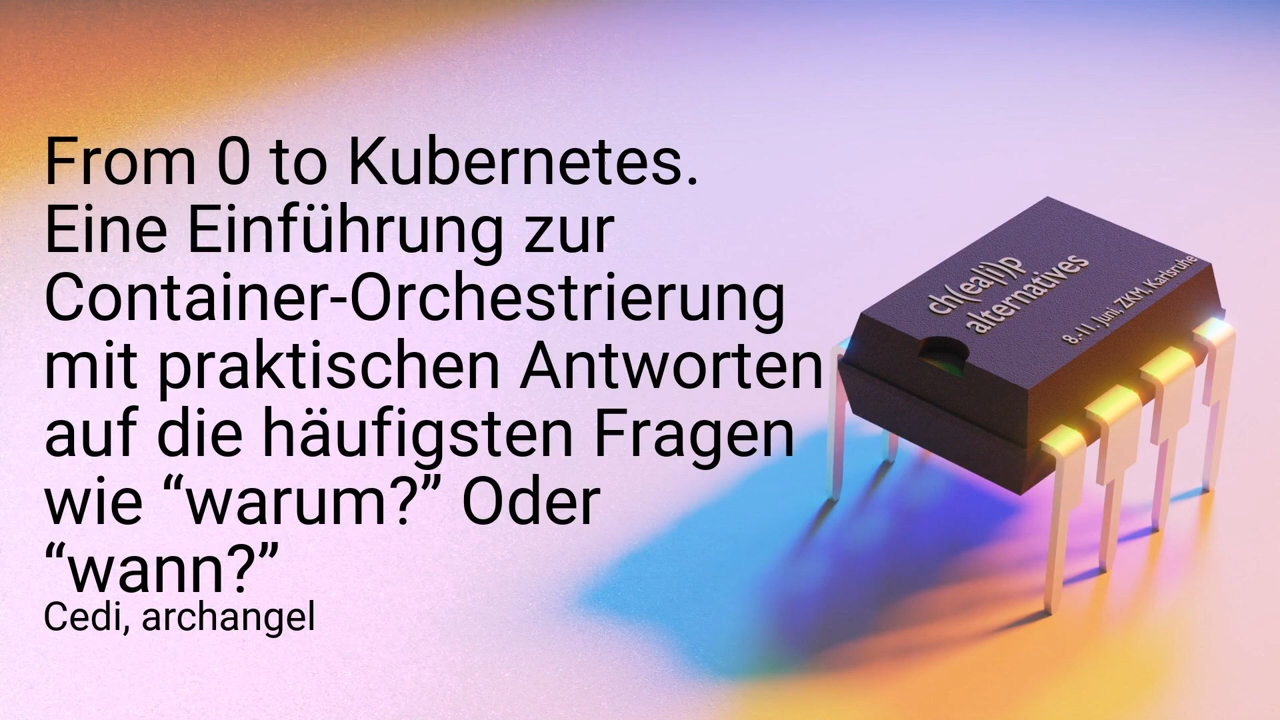 From 0 to Kubernetes.
Eine Einführung zur
Container-Orchestrierung
mit praktischen Antworten
auf die häufigsten Fragen
wie “warum?” Oder
“wann?”
Cedi, archangel
ch(ea(i)p
alternatives
8.-11. Juni, ZKM, Karlsruhe